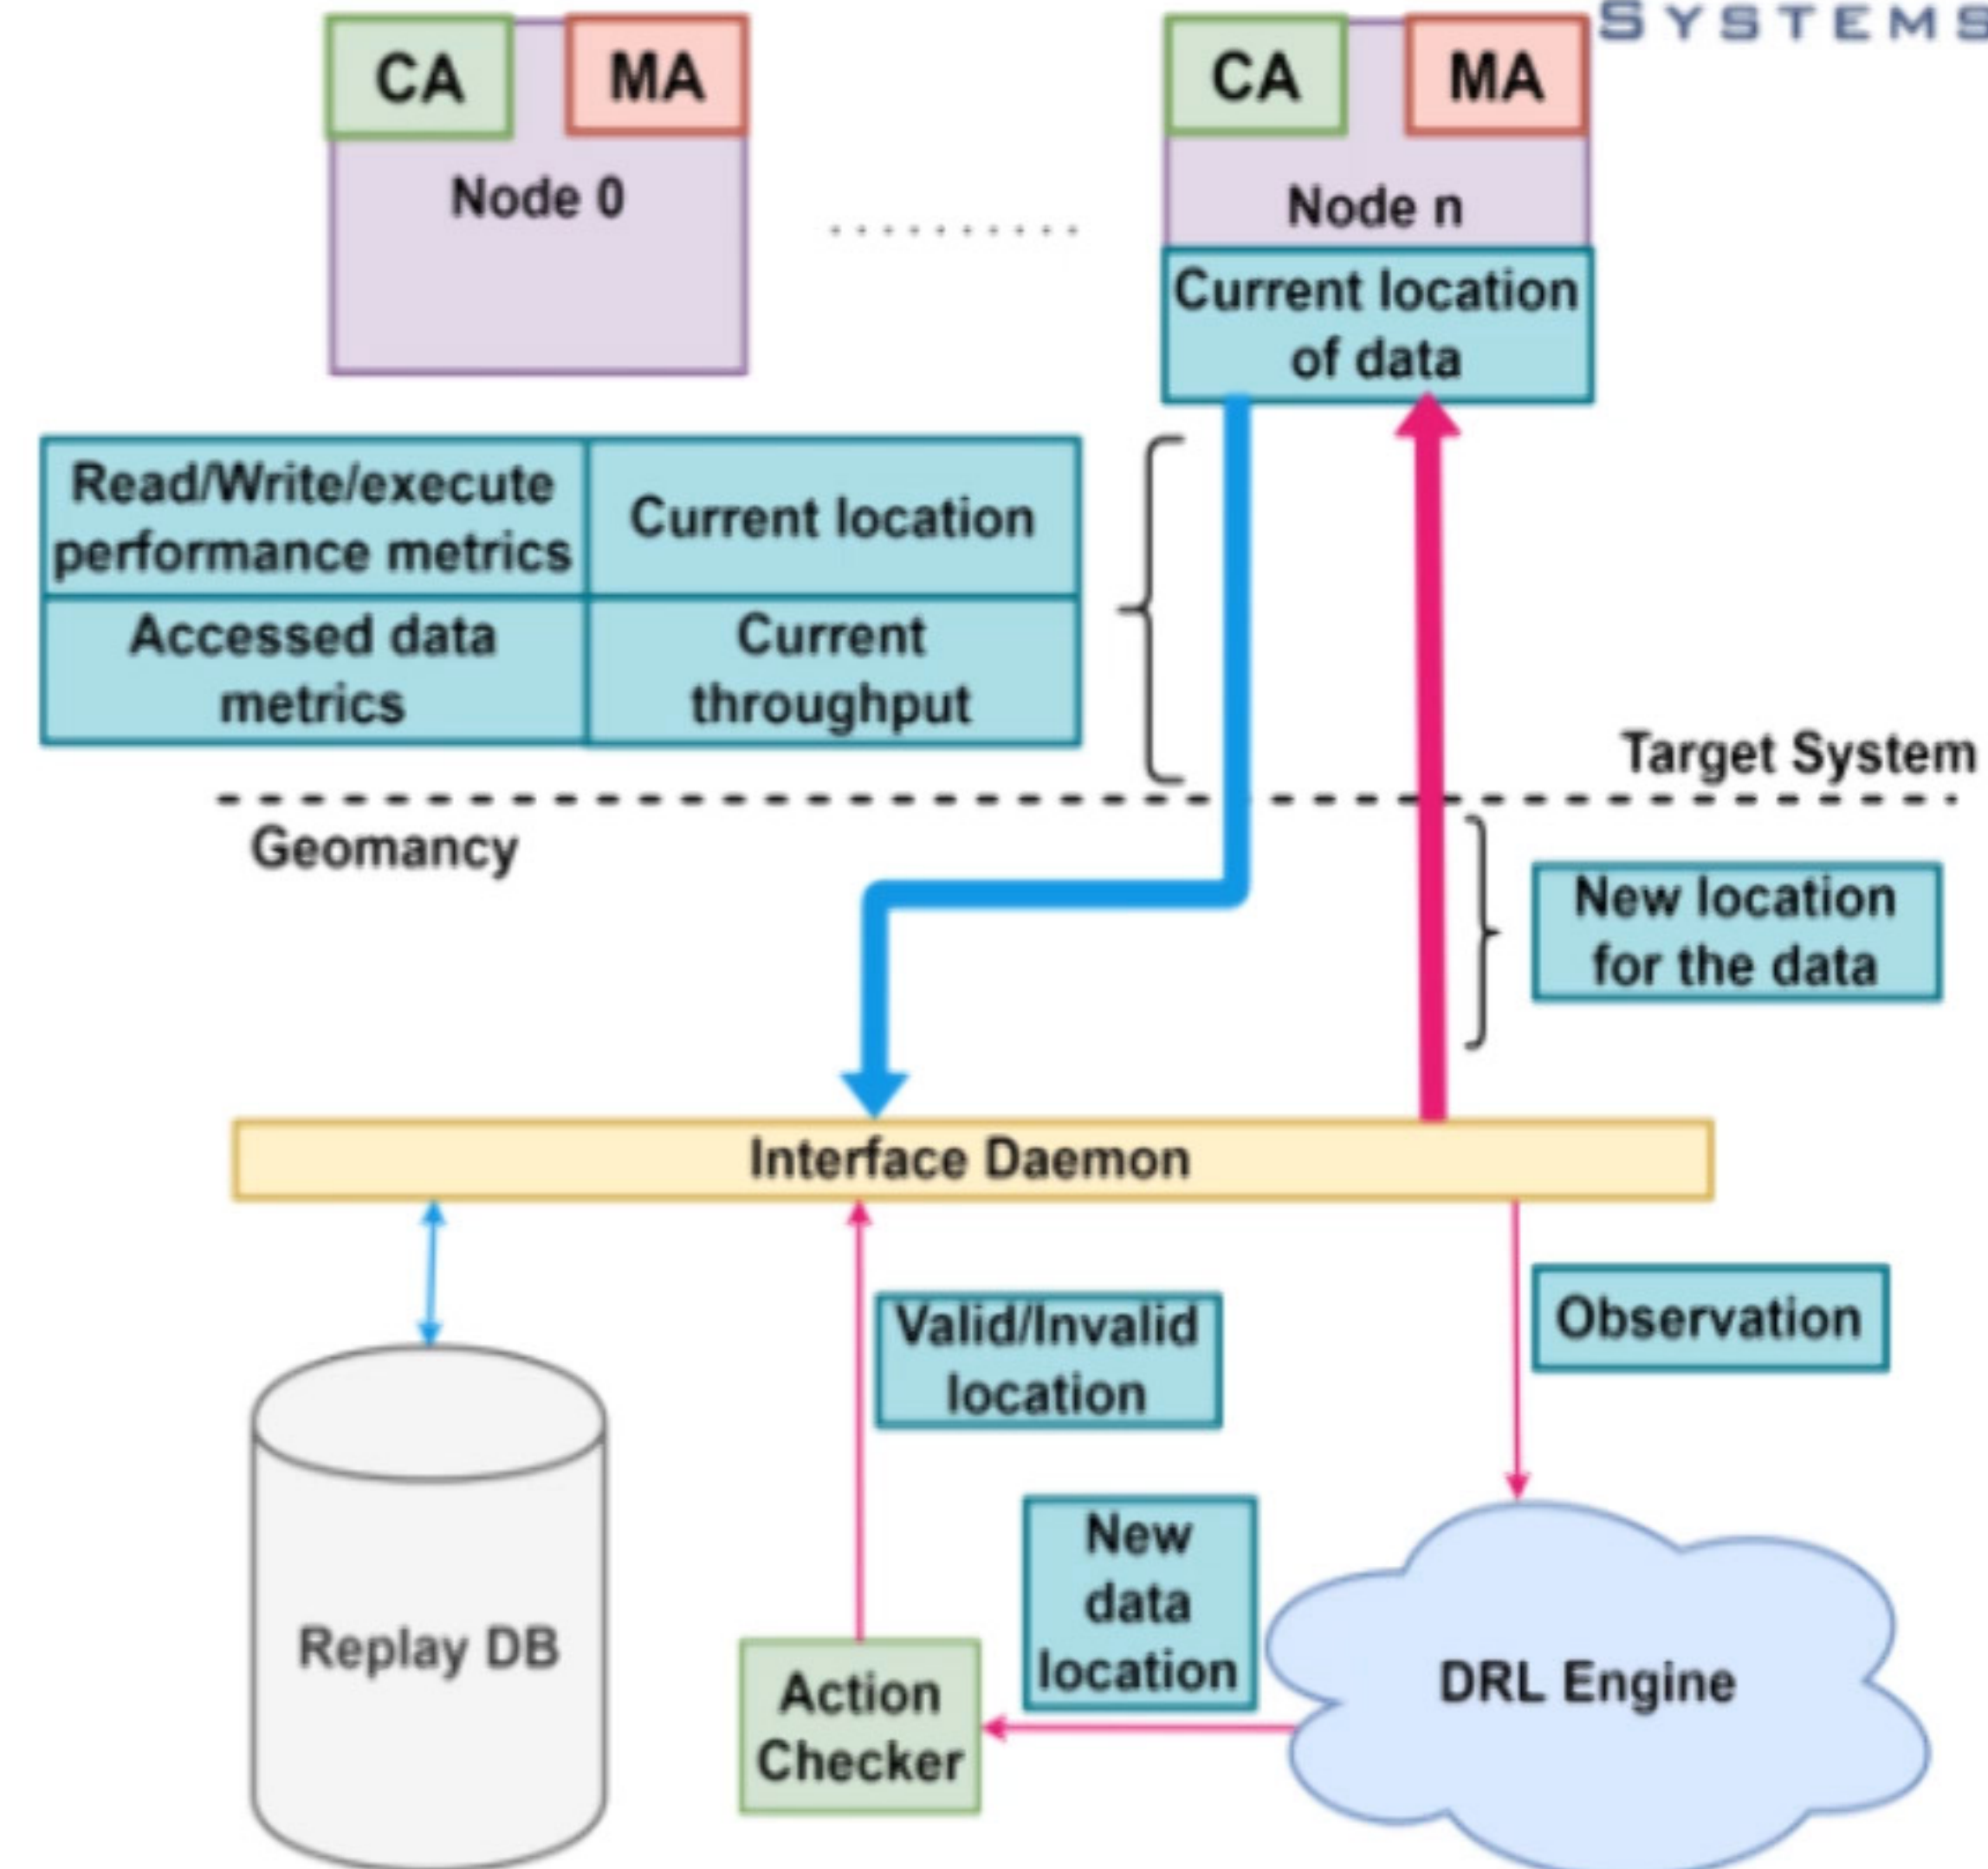 SYSTEMS
CA
MA
Node 0
CA
MA
Node n
Current location
of data
Read/Write/execute
performance metrics
Current location
Accessed data
metrics
Current
throughput
Target System
Geomancy
New location
for the data
Interface Daemon
Valid/Invalid
location
Observation
New
data
location
Replay DB
Action
Checker
DRL Engine